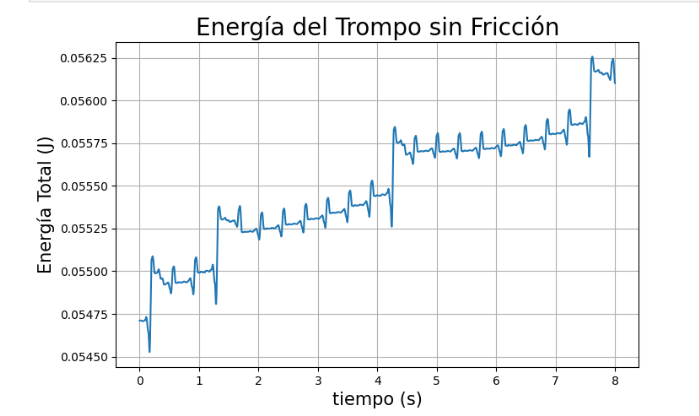 Energía del Trompo sin Fricción
Energía Total (J)
0.05625
0.05600
0.05575
0.05550
0.05525
0.05500
0.05475
0.05450
0 1 2 3 4 5 6 7 8
tiempo (s)